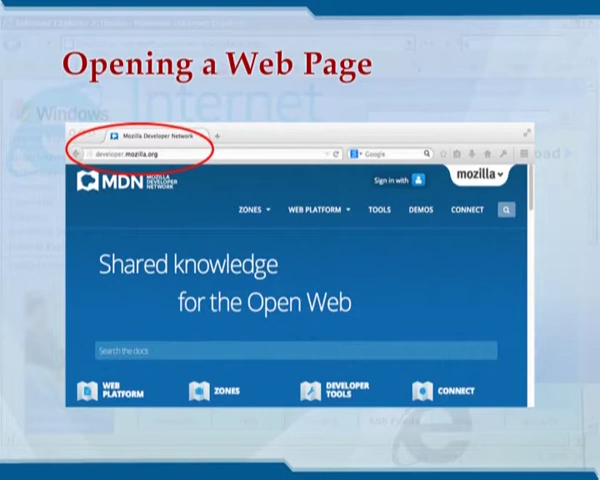 Opening a Web Page
Windows
Internet
Mozilla Developer Network
developer.mozilla.org
Google
MDN MOZILLA DEVELOPER NETWORK
Sign in with
mozilla
ZONES WEB PLATFORM TOOLS DEMOS CONNECT
Shared knowledge
for the Open Web
Search the docs
WEB PLATFORM
ZONES
DEVELOPER TOOLS
CONNECT